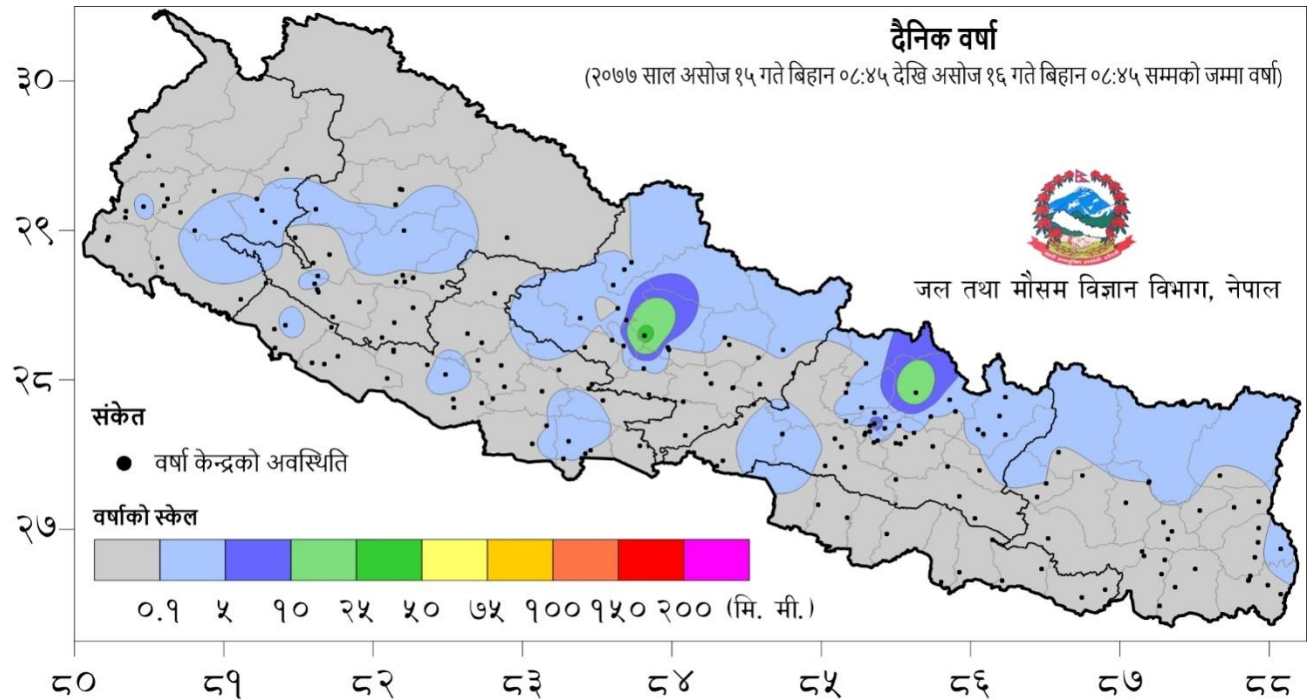 दैनिक वर्षा
(२०७७ साल असोज १५ गते बिहान ०८:४५ देखि असोज १६ गते बिहान ०८:४५ सम्मको जम्मा वर्षा)
३०
२९
जल तथा मौसम विज्ञान विभाग, नेपाल
२८
संकेत
वर्षा केन्द्रको अवस्थिति
वर्षाको स्केल
२७
०.१ ५ १० २५ ५० ७५ १०० १५० २०० (मि. मी.)
८० ८१ ८२ ८३ ८४ ८५ ८६ ८७ ८८